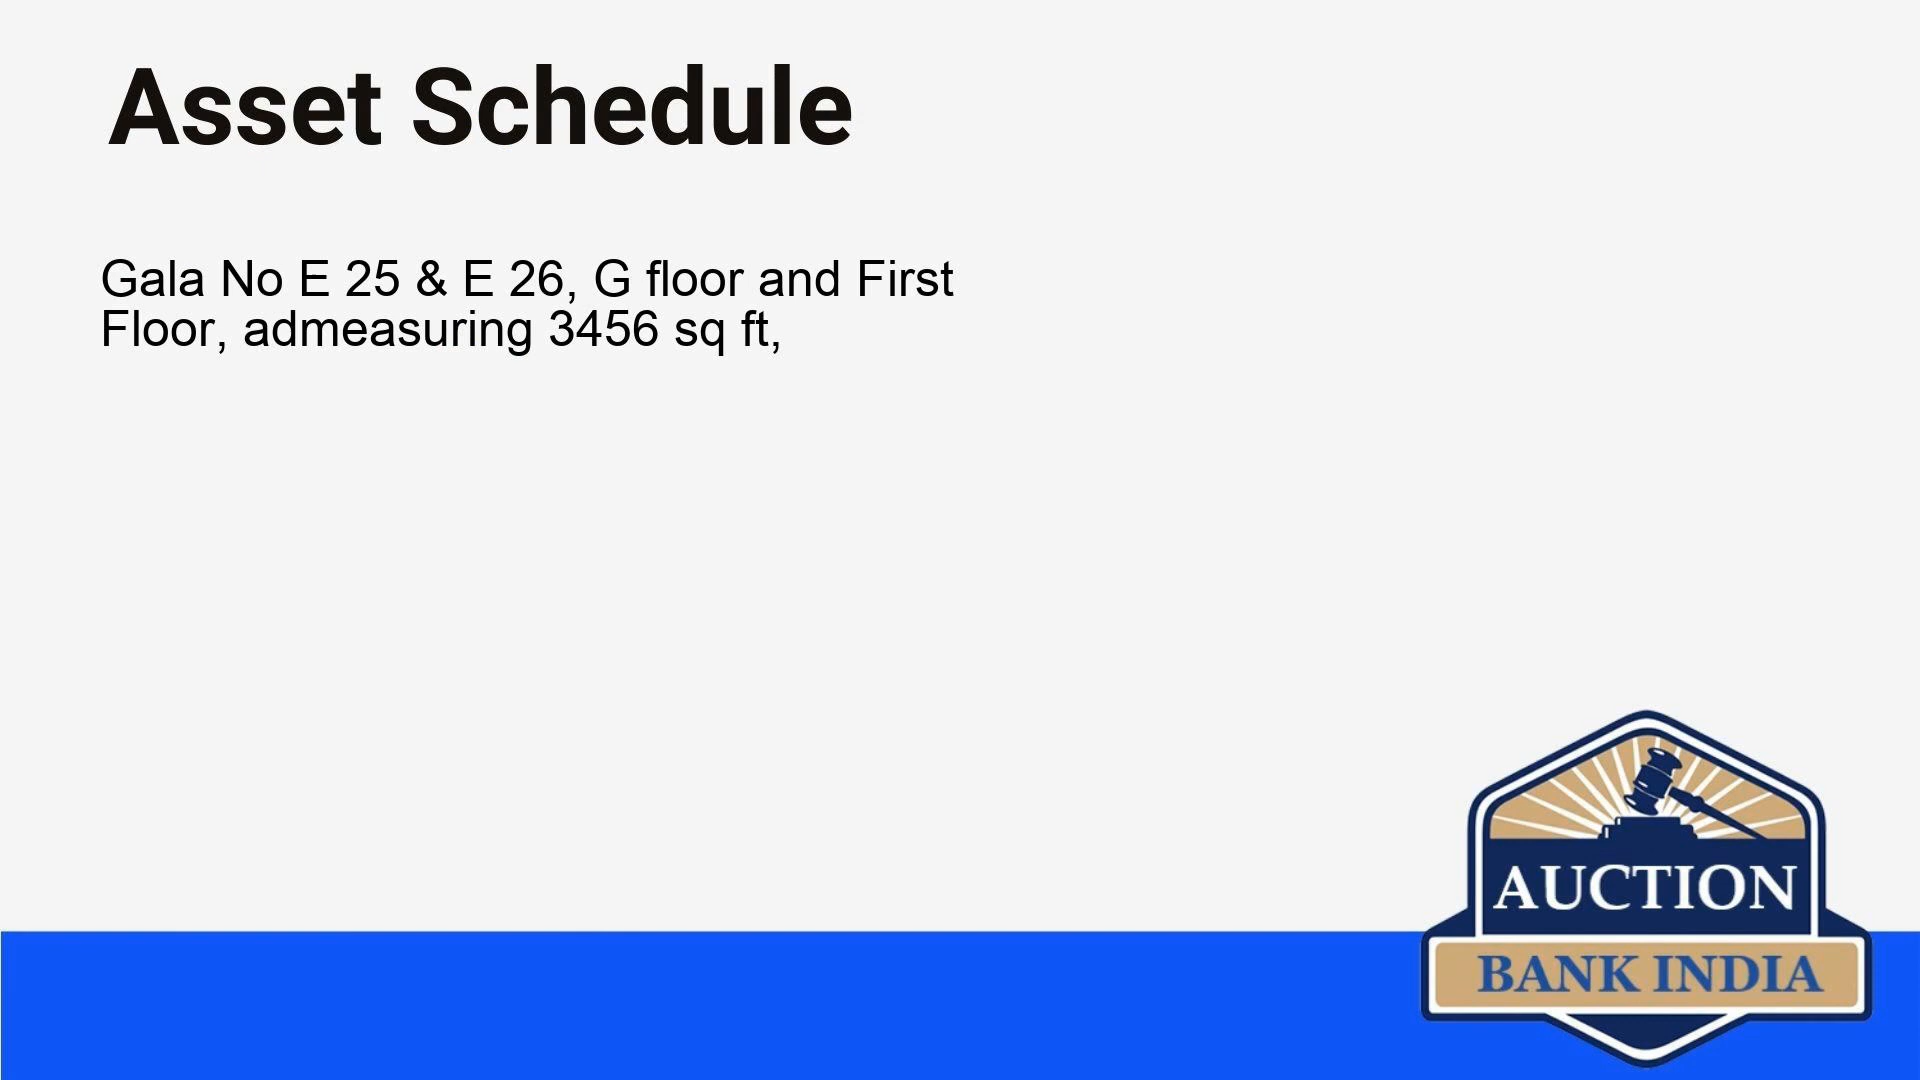 Asset Schedule
Gala No E 25 & E 26, G floor and First
Floor, admeasuring 3456 sq ft,
AUCTION
BANK INDIA